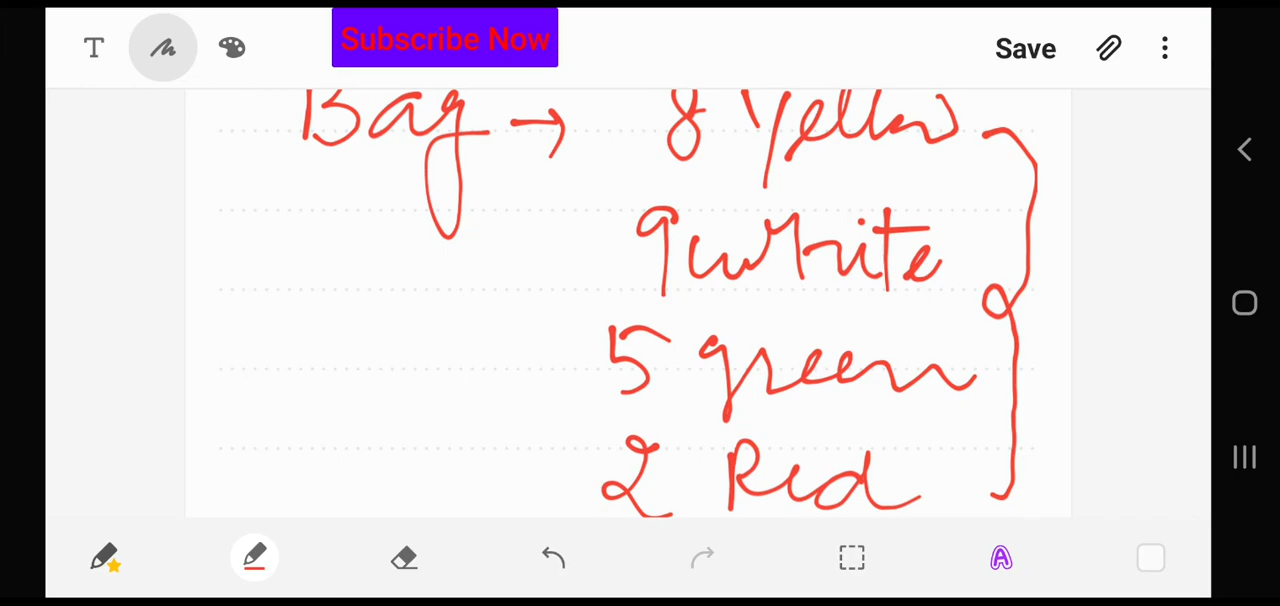 T Subscribe Now Save
Bag → 8 Yellow
9 white
5 green
2 Red
A